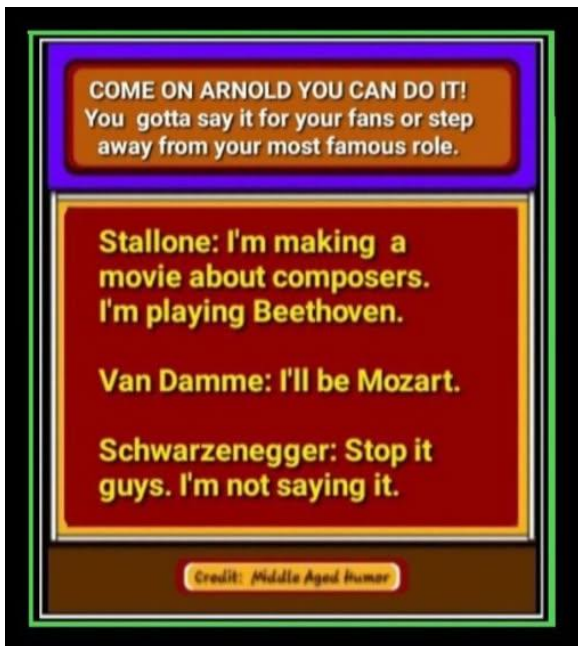 COME ON ARNOLD YOU CAN DO IT!
You gotta say it for your fans or step
away from your most famous role.
Stallone: I'm making a
movie about composers.
I'm playing Beethoven.
Van Damme: I'll be Mozart.
Schwarzenegger: Stop it
guys. I'm not saying it.
Credit: Middle Aged Humor